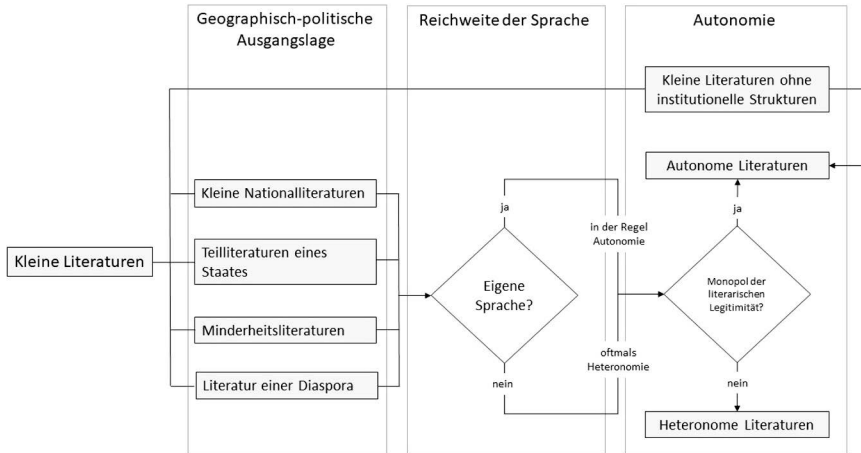 Geographisch-politische
Ausgangslage
Reichweite der Sprache
Autonomie
Kleine Literaturen ohne
institutionelle Strukturen
Autonome Literaturen
Kleine Nationalliteraturen
ja
ja
in der Regel
Autonomie
Teilliteraturen eines
Staates
Kleine Literaturen
Eigene
Sprache?
Monopol der
literarischen
Legitimität?
Minderheitsliteraturen
oftmals
Heteronomie
Literatur einer Diaspora
nein
nein
Heteronome Literaturen